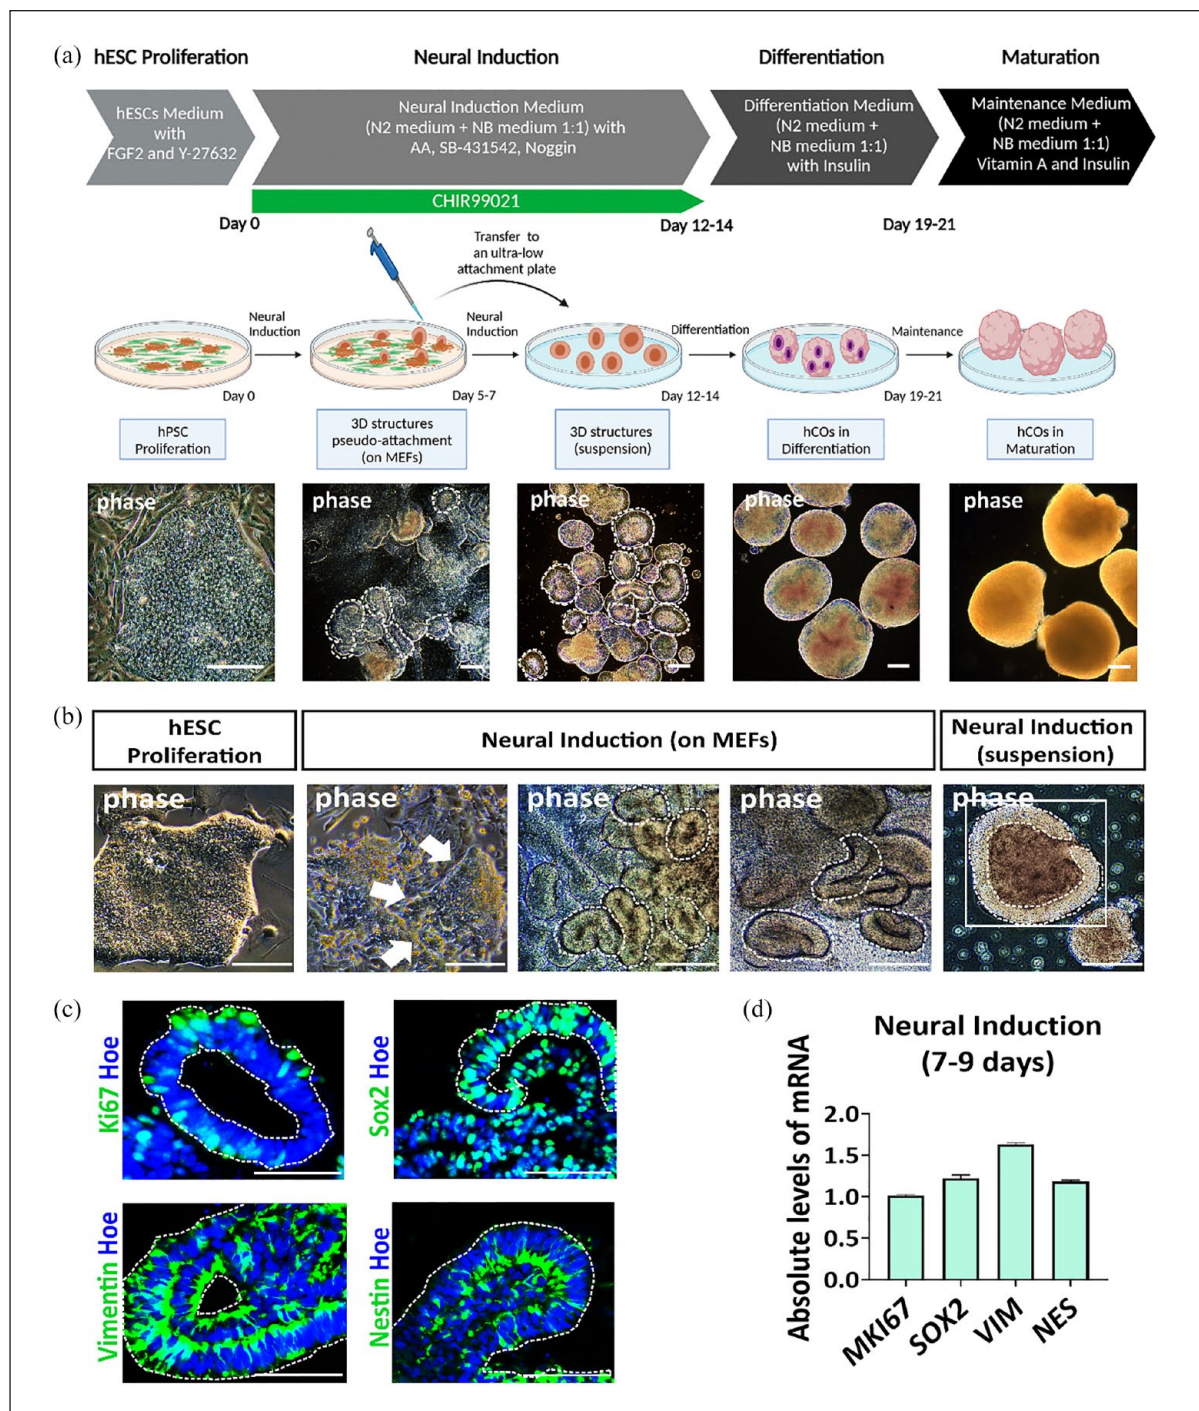 (a)
hESC Proliferation
Neural Induction
Differentiation
Maturation
hESCs Medium
with
FGF2 and Y-27632
Neural Induction Medium
(N2 medium + NB medium 1:1) with
AA, SB-431542, Noggin
Differentiation Medium
(N2 medium +
NB medium 1:1)
with Insulin
Maintenance Medium
(N2 medium +
NB medium 1:1)
Vitamin A and Insulin
CHIR99021
Day 0
Day 12-14
Day 19-21
Transfer to
an ultra-low
attachment plate
Neural
Induction
Neural
Induction
Differentiation
Maintenance
Day 0
Day 5-7
Day 12-14
Day 19-21
hPSC
Proliferation
3D structures
pseudo-attachment
(on MEFs)
3D structures
(suspension)
hCOs in
Differentiation
hCOs in
Maturation
phase
phase
phase
phase
phase
(b)
hESC
Proliferation
Neural Induction (on MEFs)
Neural Induction
(suspension)
phase
phase
phase
phase
phase
(c)
Ki67 Hoe
Sox2 Hoe
Vimentin Hoe
Nestin Hoe
(d)
Neural Induction
(7-9 days)
Absolute levels of mRNA
2.0
1.5
1.0
0.5
0.0
MKI67
SOX2
VIM
NES